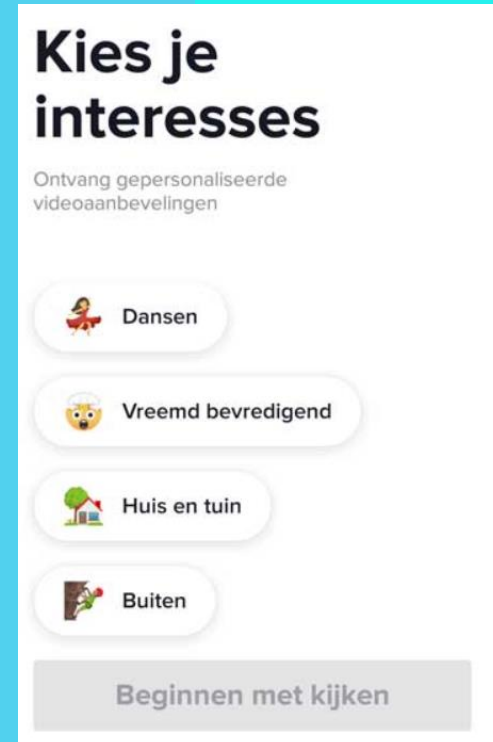 Kies je
interesses
Ontvang gepersonaliseerde
videoaanbevelingen
Dansen
Vreemd bevredigend
Huis en tuin
Buiten
Beginnen met kijken